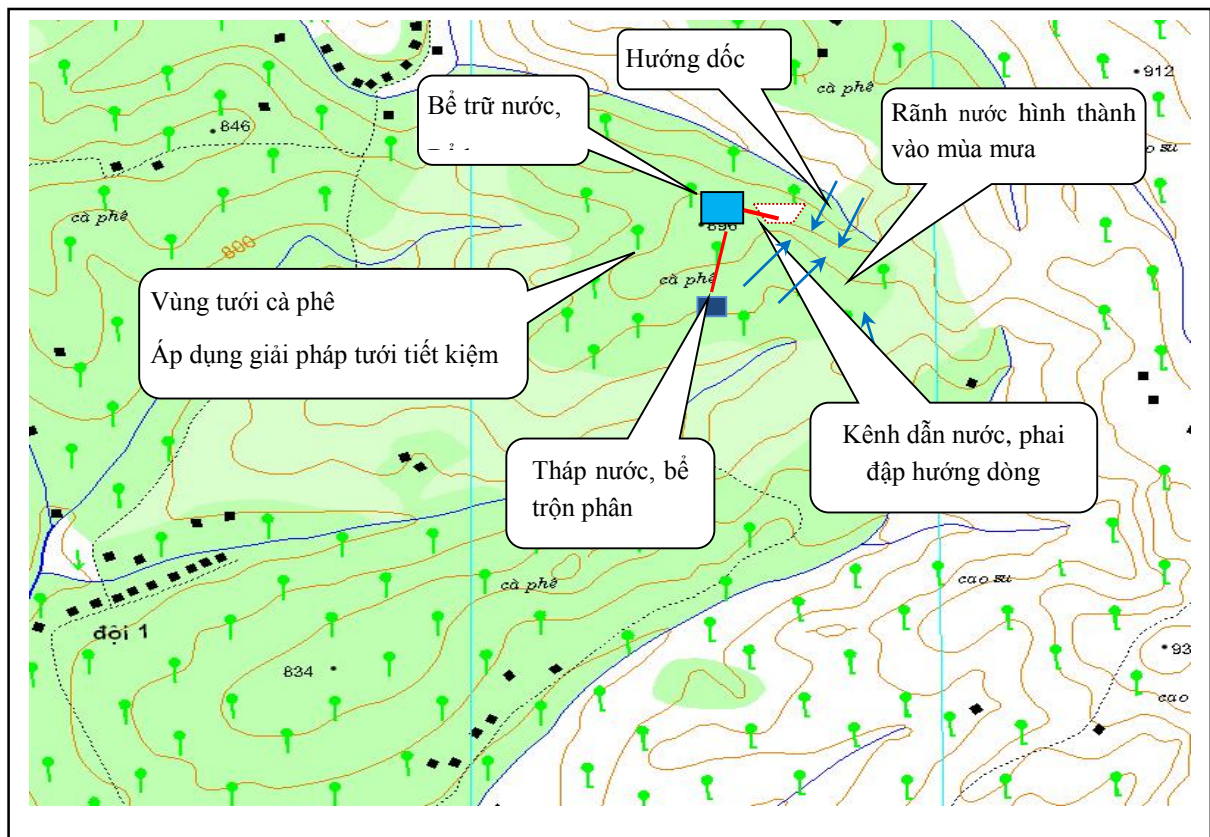 Hướng dốc
Bể trữ nước,
Rãnh nước hình thành
vào mùa mưa
Vùng tưới cà phê
Áp dụng giải pháp tưới tiết kiệm
Tháp nước, bể
trộn phân
Kênh dẫn nước, phai
đập hướng dòng
cà phê
912
cao su
846
cà phê
800
896
cà phê
cà phê
cao su
đội 1
834
93
cao